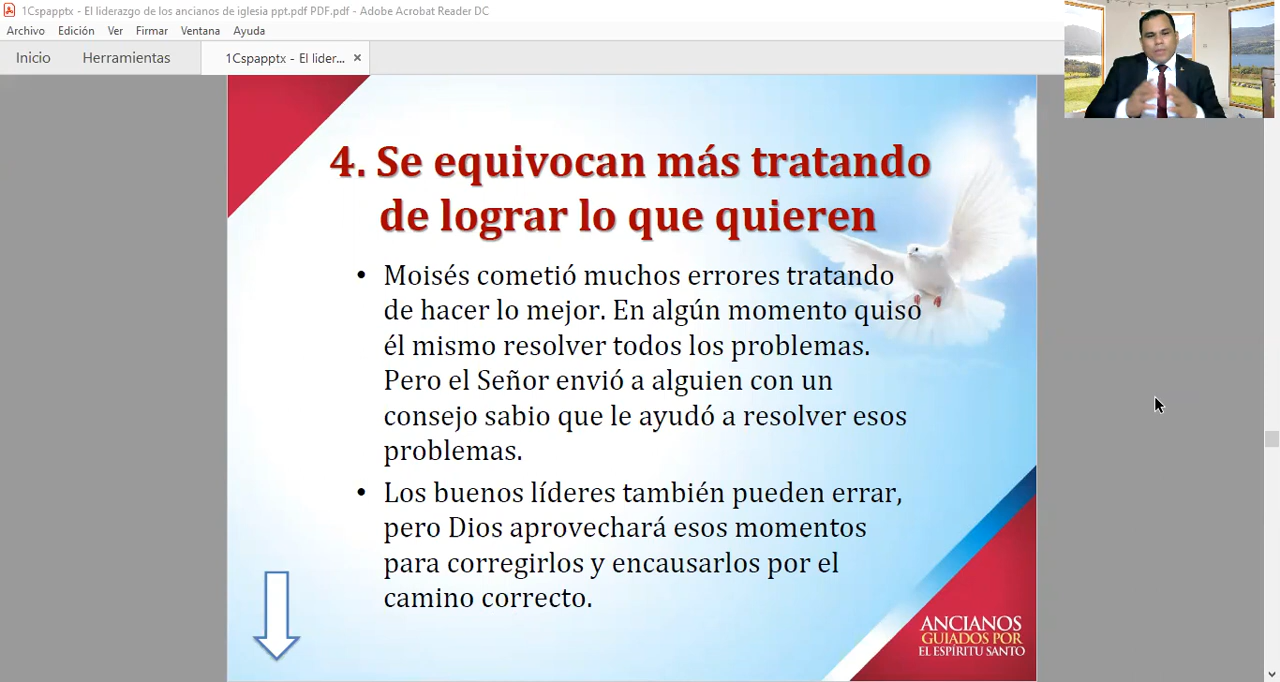 1Cspapptx - El liderazgo de los ancianos de iglesia ppt.pdf PDF.pdf - Adobe Acrobat Reader DC
Archivo Edición Ver Firmar Ventana Ayuda
Inicio Herramientas 1Cspapptx - El lider... ×
4. Se equivocan más tratando
de lograr lo que quieren
• Moisés cometió muchos errores tratando
de hacer lo mejor. En algún momento quiso
él mismo resolver todos los problemas.
Pero el Señor envió a alguien con un
consejo sabio que le ayudó a resolver esos
problemas.
• Los buenos líderes también pueden errar,
pero Dios aprovechará esos momentos
para corregirlos y encausarlos por el
camino correcto.
ANCIANOS
GUIADOS POR
EL ESPÍRITU SANTO